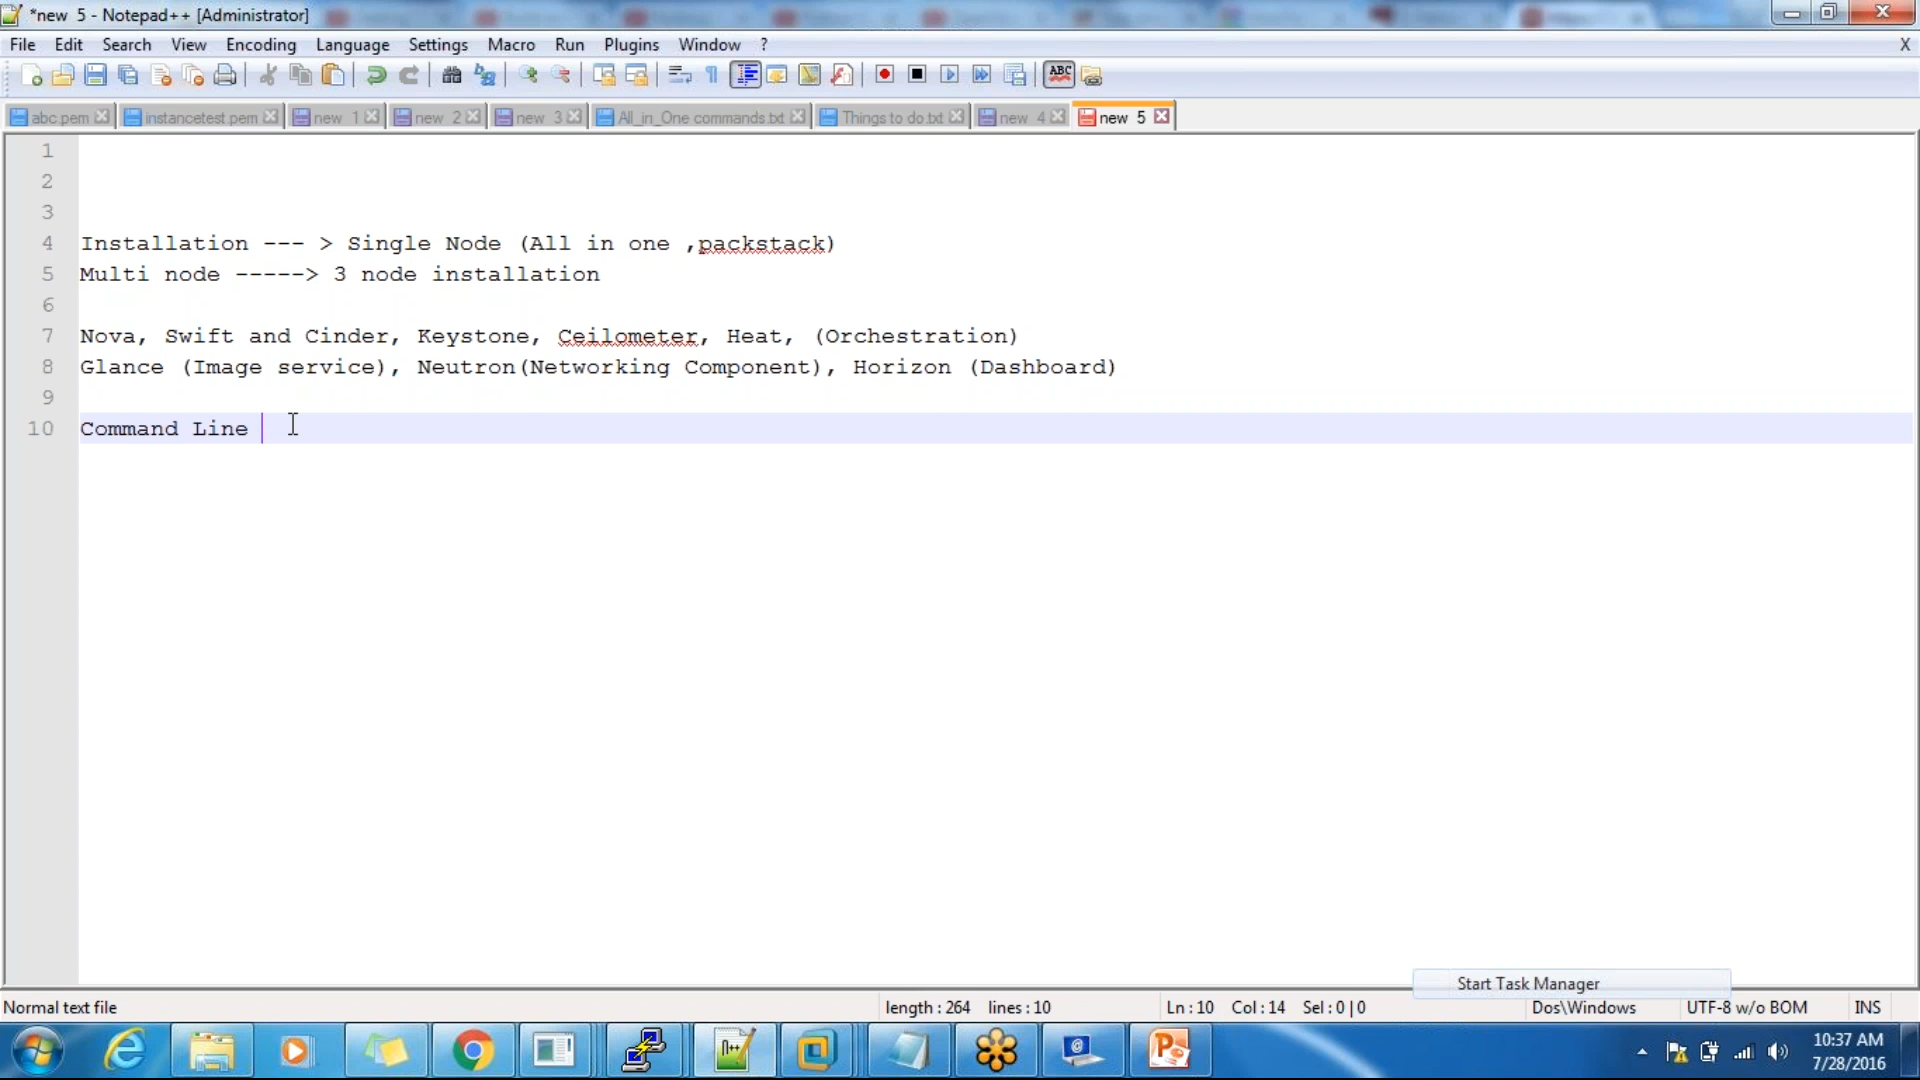 *new 5 - Notepad++ [Administrator]
File Edit Search View Encoding Language Settings Macro Run Plugins Window ? X
ABC
abc.pem instancetest.pem new 1 new 2 new 3 All_in_One commands.txt Things to do.txt new 4 new 5
1
2
3
4 Installation --- > Single Node (All in one ,packstack)
5 Multi node -----> 3 node installation
6
7 Nova, Swift and Cinder, Keystone, Ceilometer, Heat, (Orchestration)
8 Glance (Image service), Neutron(Networking Component), Horizon (Dashboard)
9
10 Command Line
Start Task Manager
Normal text file length : 264 lines : 10 Ln : 10 Col : 14 Sel : 0 | 0 Dos\Windows UTF-8 w/o BOM INS
10:37 AM
7/28/2016